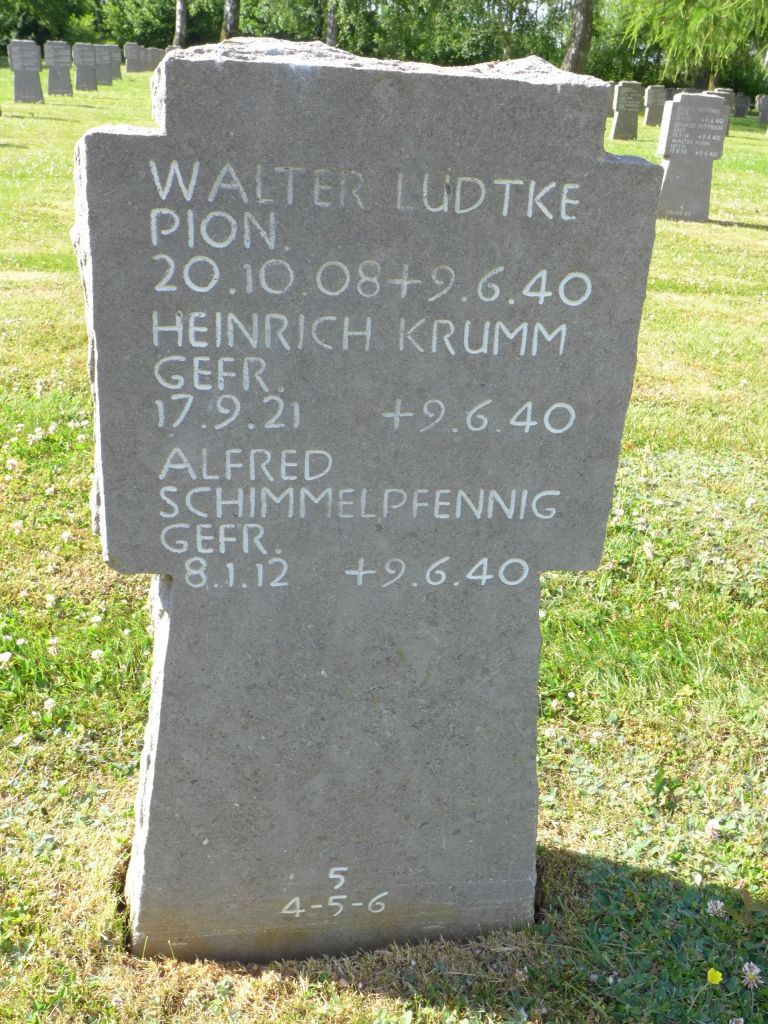 WALTER LUDTKE
PION.
20.10.08+9.6.40
HEINRICH KRUMM
GEFR.
17.9.21 +9.6.40
ALFRED
SCHIMMELPFENNIG
GEFR.
8.1.12 +9.6.40
5
4-5-6